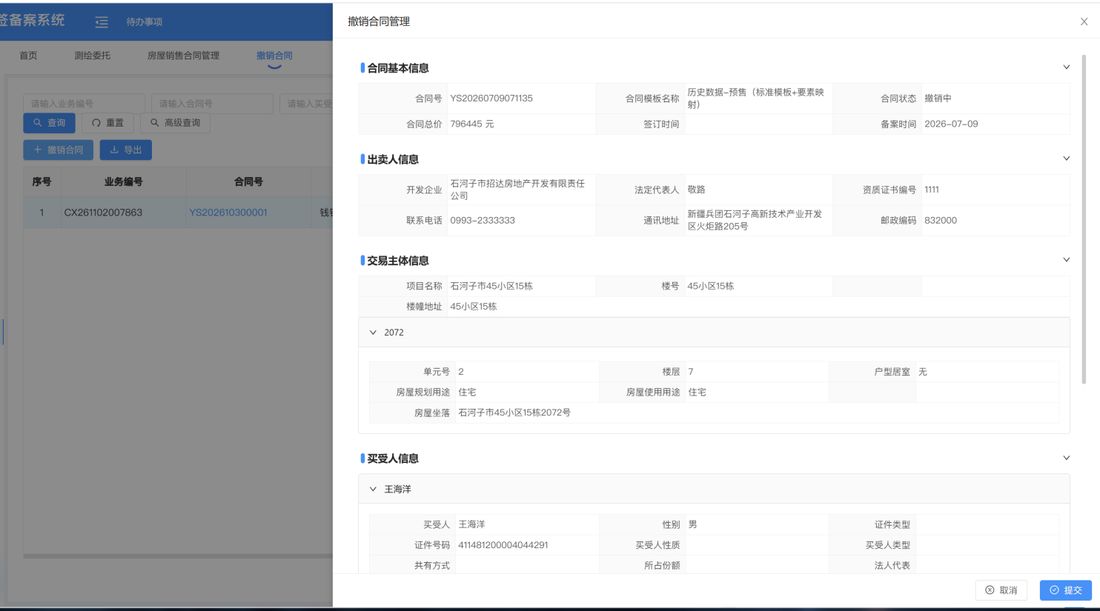 签备案系统 待办事项
首页 测绘委托 房屋销售合同管理 撤销合同
请输入业务编号 请输入合同号 请输入买受
查询 重置 高级查询
撤销合同 导出
序号 业务编号 合同号
1 CX261102007863 YS202610300001
撤销合同管理
合同基本信息
合同号 YS20260709071135 合同模板名称 历史数据-预售（标准模板+要素映
射） 合同状态 撤销中
合同总价 796445 元 签订时间 备案时间 2026-07-09
出卖人信息
开发企业 石河子市招达房地产开发有限责任
公司 法定代表人 敬路 资质证书编号 1111
联系电话 0993-2333333 通讯地址 新疆兵团石河子高新技术产业开发
区火炬路205号 邮政编码 832000
交易主体信息
项目名称 石河子市45小区15栋 楼号 45小区15栋
楼幢地址 45小区15栋
2072
单元号 2 楼层 7 户型居室 无
房屋规划用途 住宅 房屋使用用途 住宅
房屋坐落 石河子市45小区15栋2072号
买受人信息
王海洋
买受人 王海洋 性别 男 证件类型
证件号码 411481200004044291 买受人性质 买受人类型
共有方式 所占份额 法人代表
取消 提交